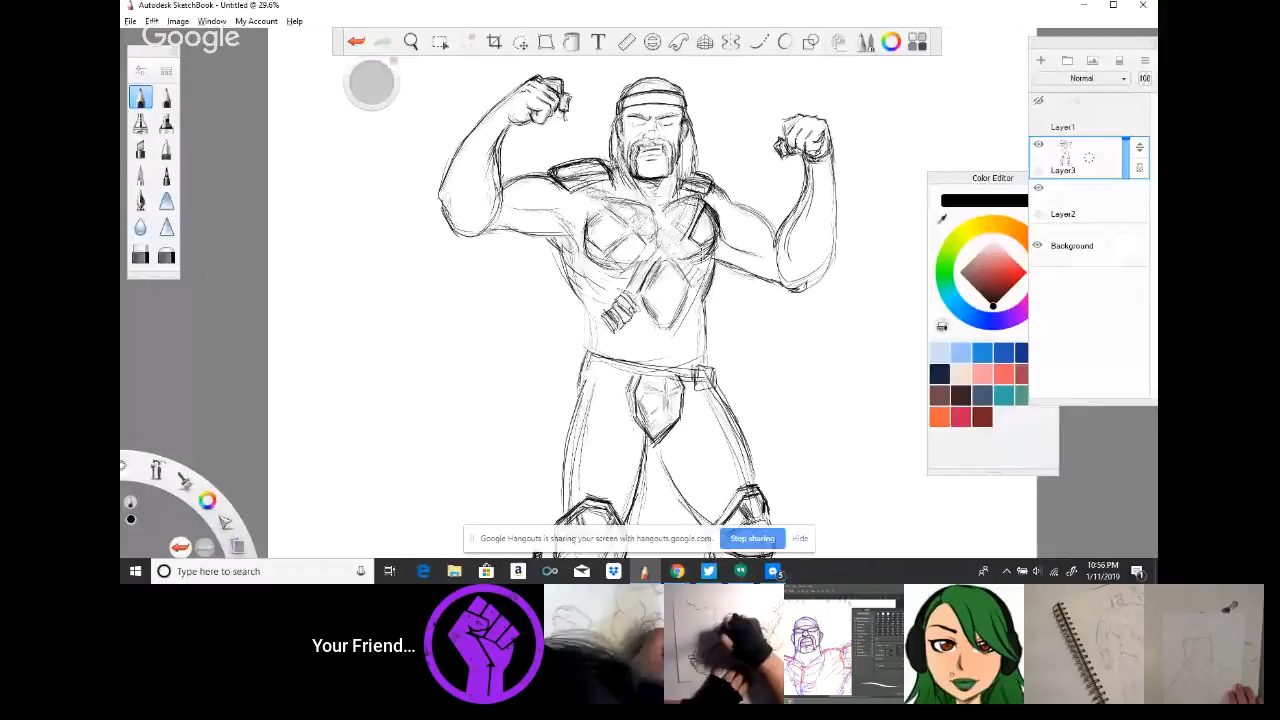 Autodesk SketchBook - Untitled @ 29.6%
File Edit Image Window My Account Help
Google
Normal
100
Layer1
Layer3
Layer2
Background
Color Editor
Google Hangouts is sharing your screen with hangouts.google.com.
Stop sharing
Hide
Type here to search
5
10:56 PM
1/11/2019
1
Your Friend...